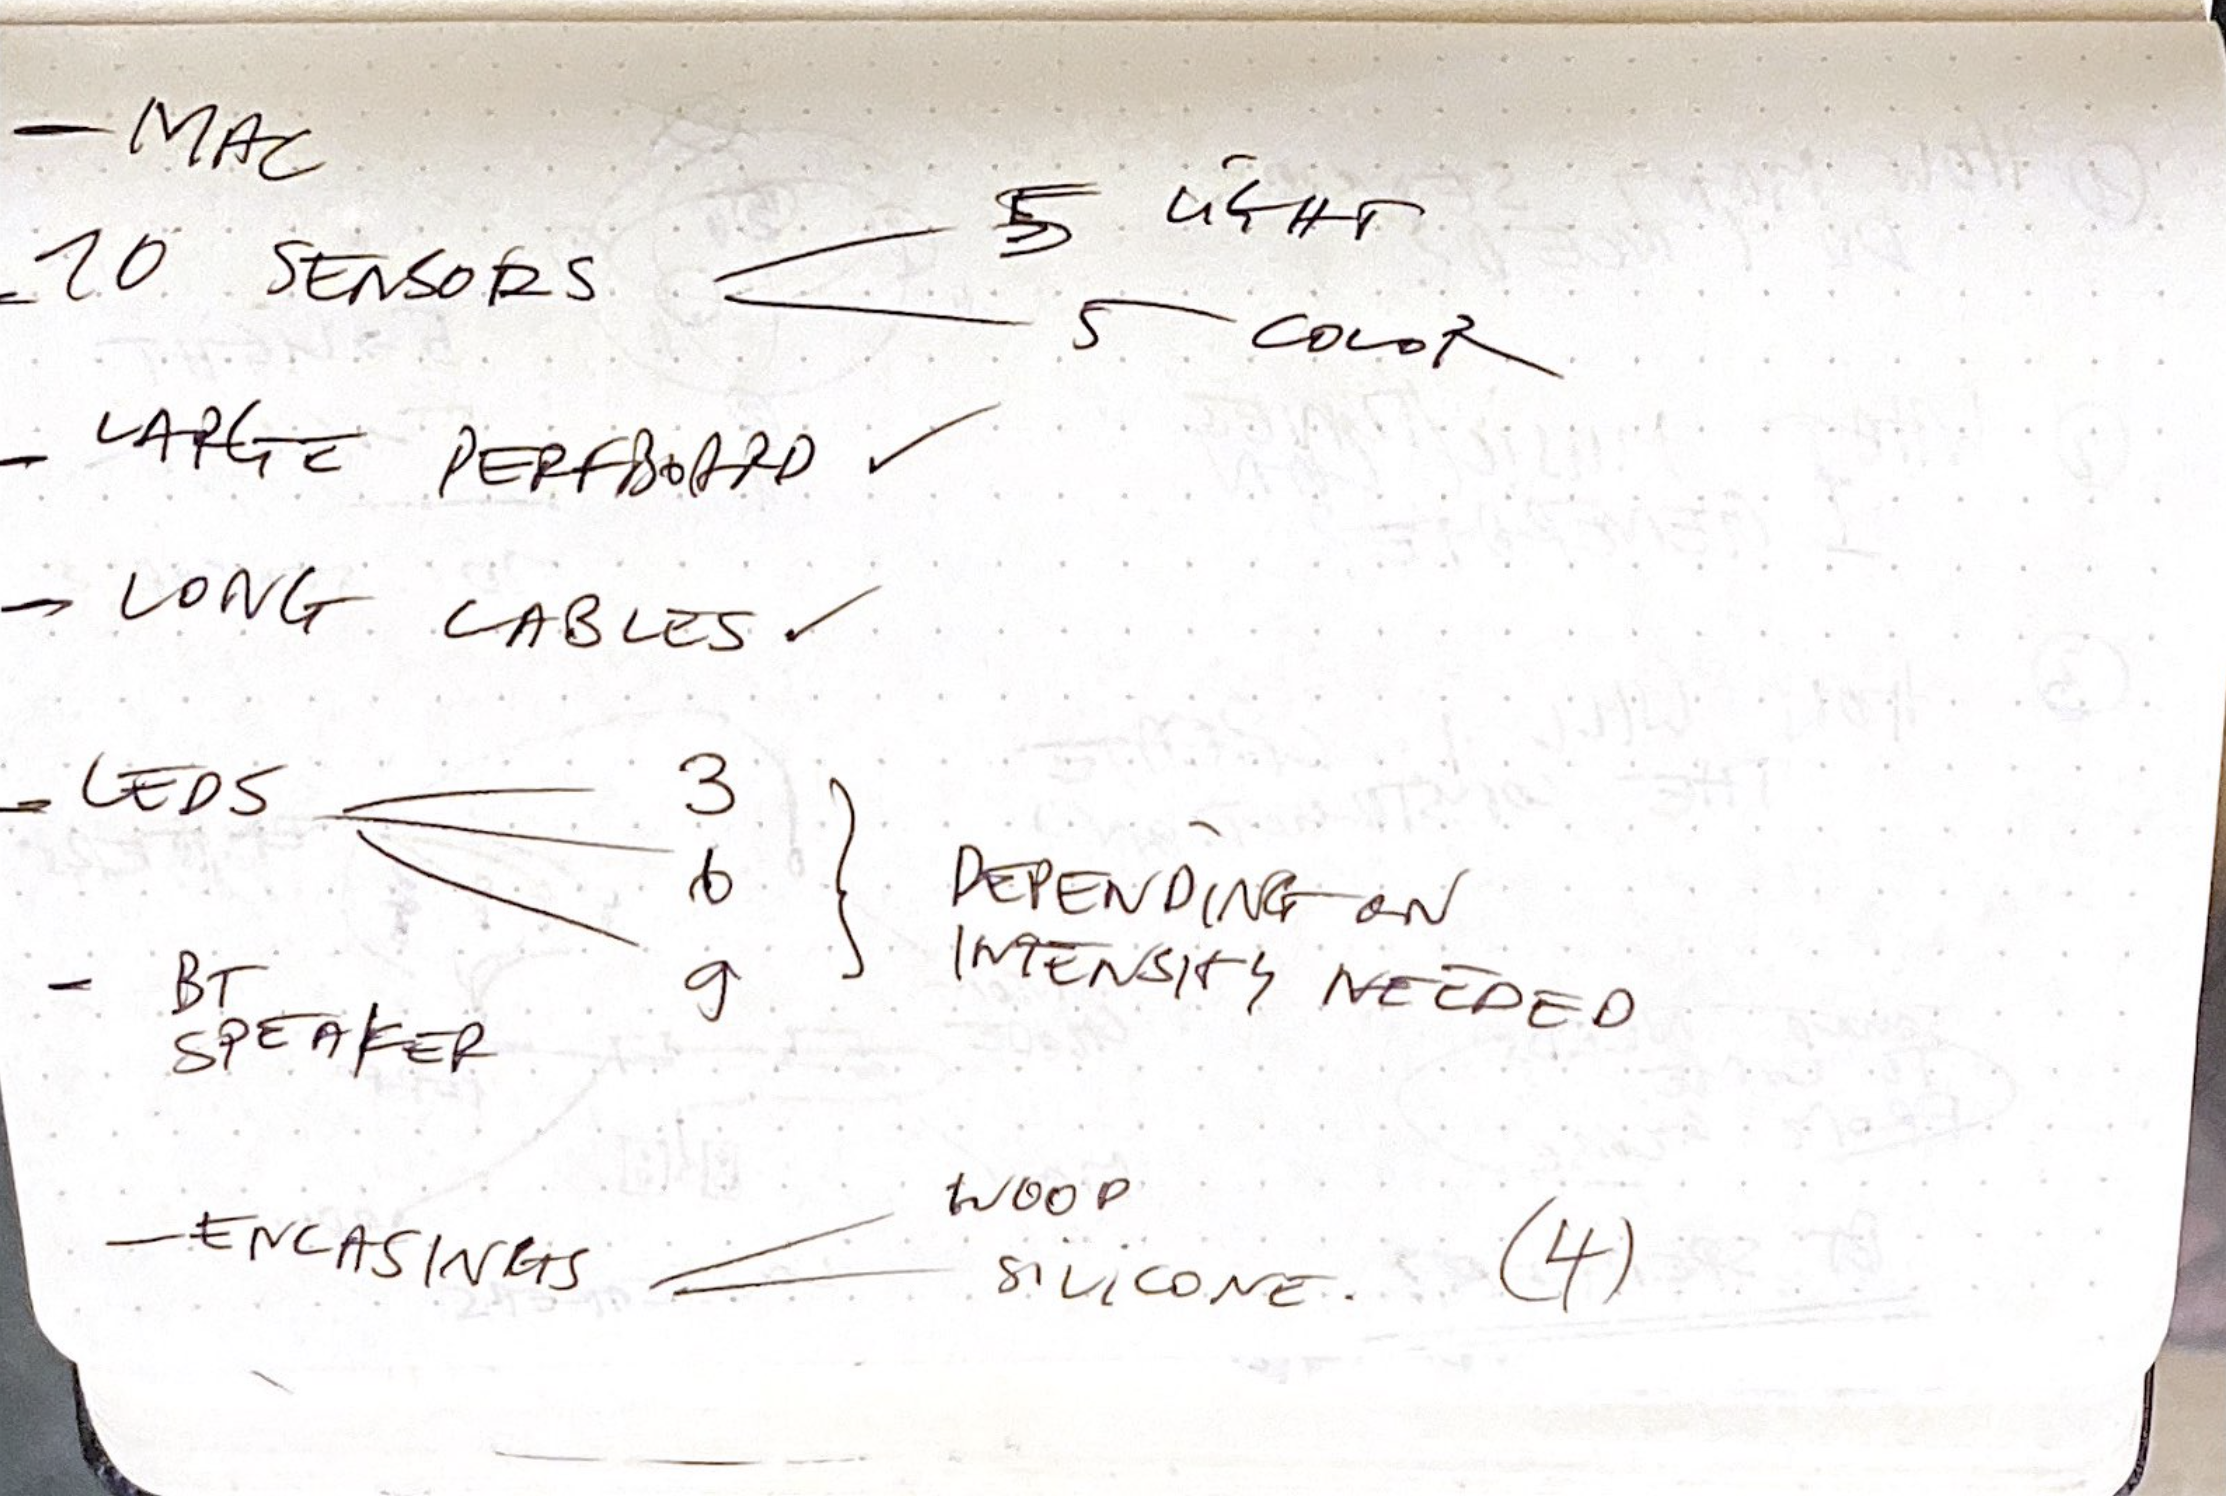 - MAC
- 10 SENSORS
5 LIGHT
5 COLOR
- LARGE PERFBOARD ✓
- LONG CABLES ✓
- LEDS
3
6
9
} DEPENDING ON
INTENSITY NEEDED
- BT
SPEAKER
- ENCASINGS
WOOD
SILICONE. (4)